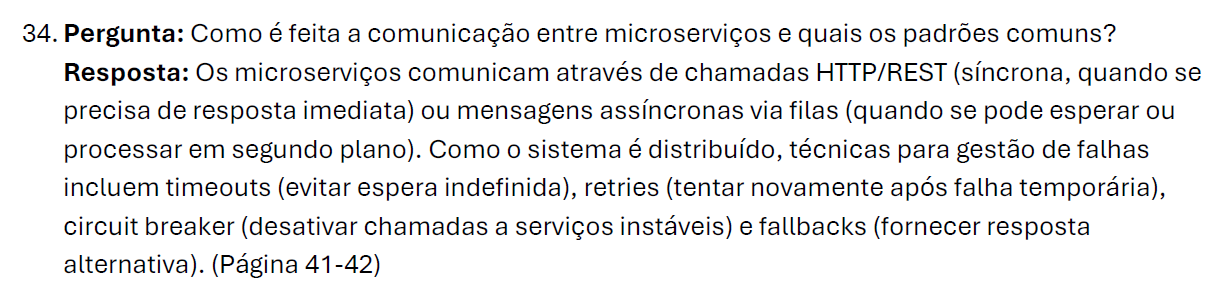 34. Pergunta: Como é feita a comunicação entre microserviços e quais os padrões comuns?
Resposta: Os microserviços comunicam através de chamadas HTTP/REST (síncrona, quando se
precisa de resposta imediata) ou mensagens assíncronas via filas (quando se pode esperar ou
processar em segundo plano). Como o sistema é distribuído, técnicas para gestão de falhas
incluem timeouts (evitar espera indefinida), retries (tentar novamente após falha temporária),
circuit breaker (desativar chamadas a serviços instáveis) e fallbacks (fornecer resposta
alternativa). (Página 41-42)